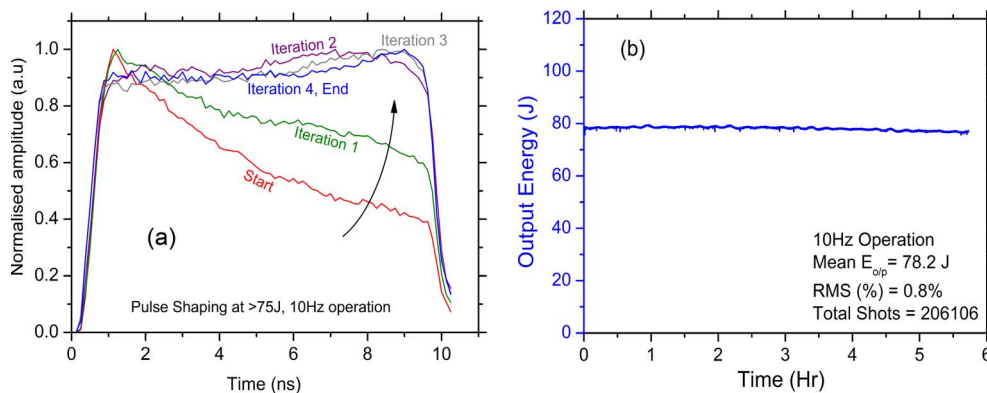 Normalised amplitude (a.u)
1.0
0.8
0.6
0.4
0.2
0.0
Iteration 2
Iteration 3
Iteration 4, End
Iteration 1
Start
(a)
Pulse Shaping at >75J, 10Hz operation
0 2 4 6 8 10
Time (ns)
Output Energy (J)
120
100
80
60
40
20
0
(b)
10Hz Operation
Mean Eo/p= 78.2 J
RMS (%) = 0.8%
Total Shots = 206106
0 1 2 3 4 5 6
Time (Hr)